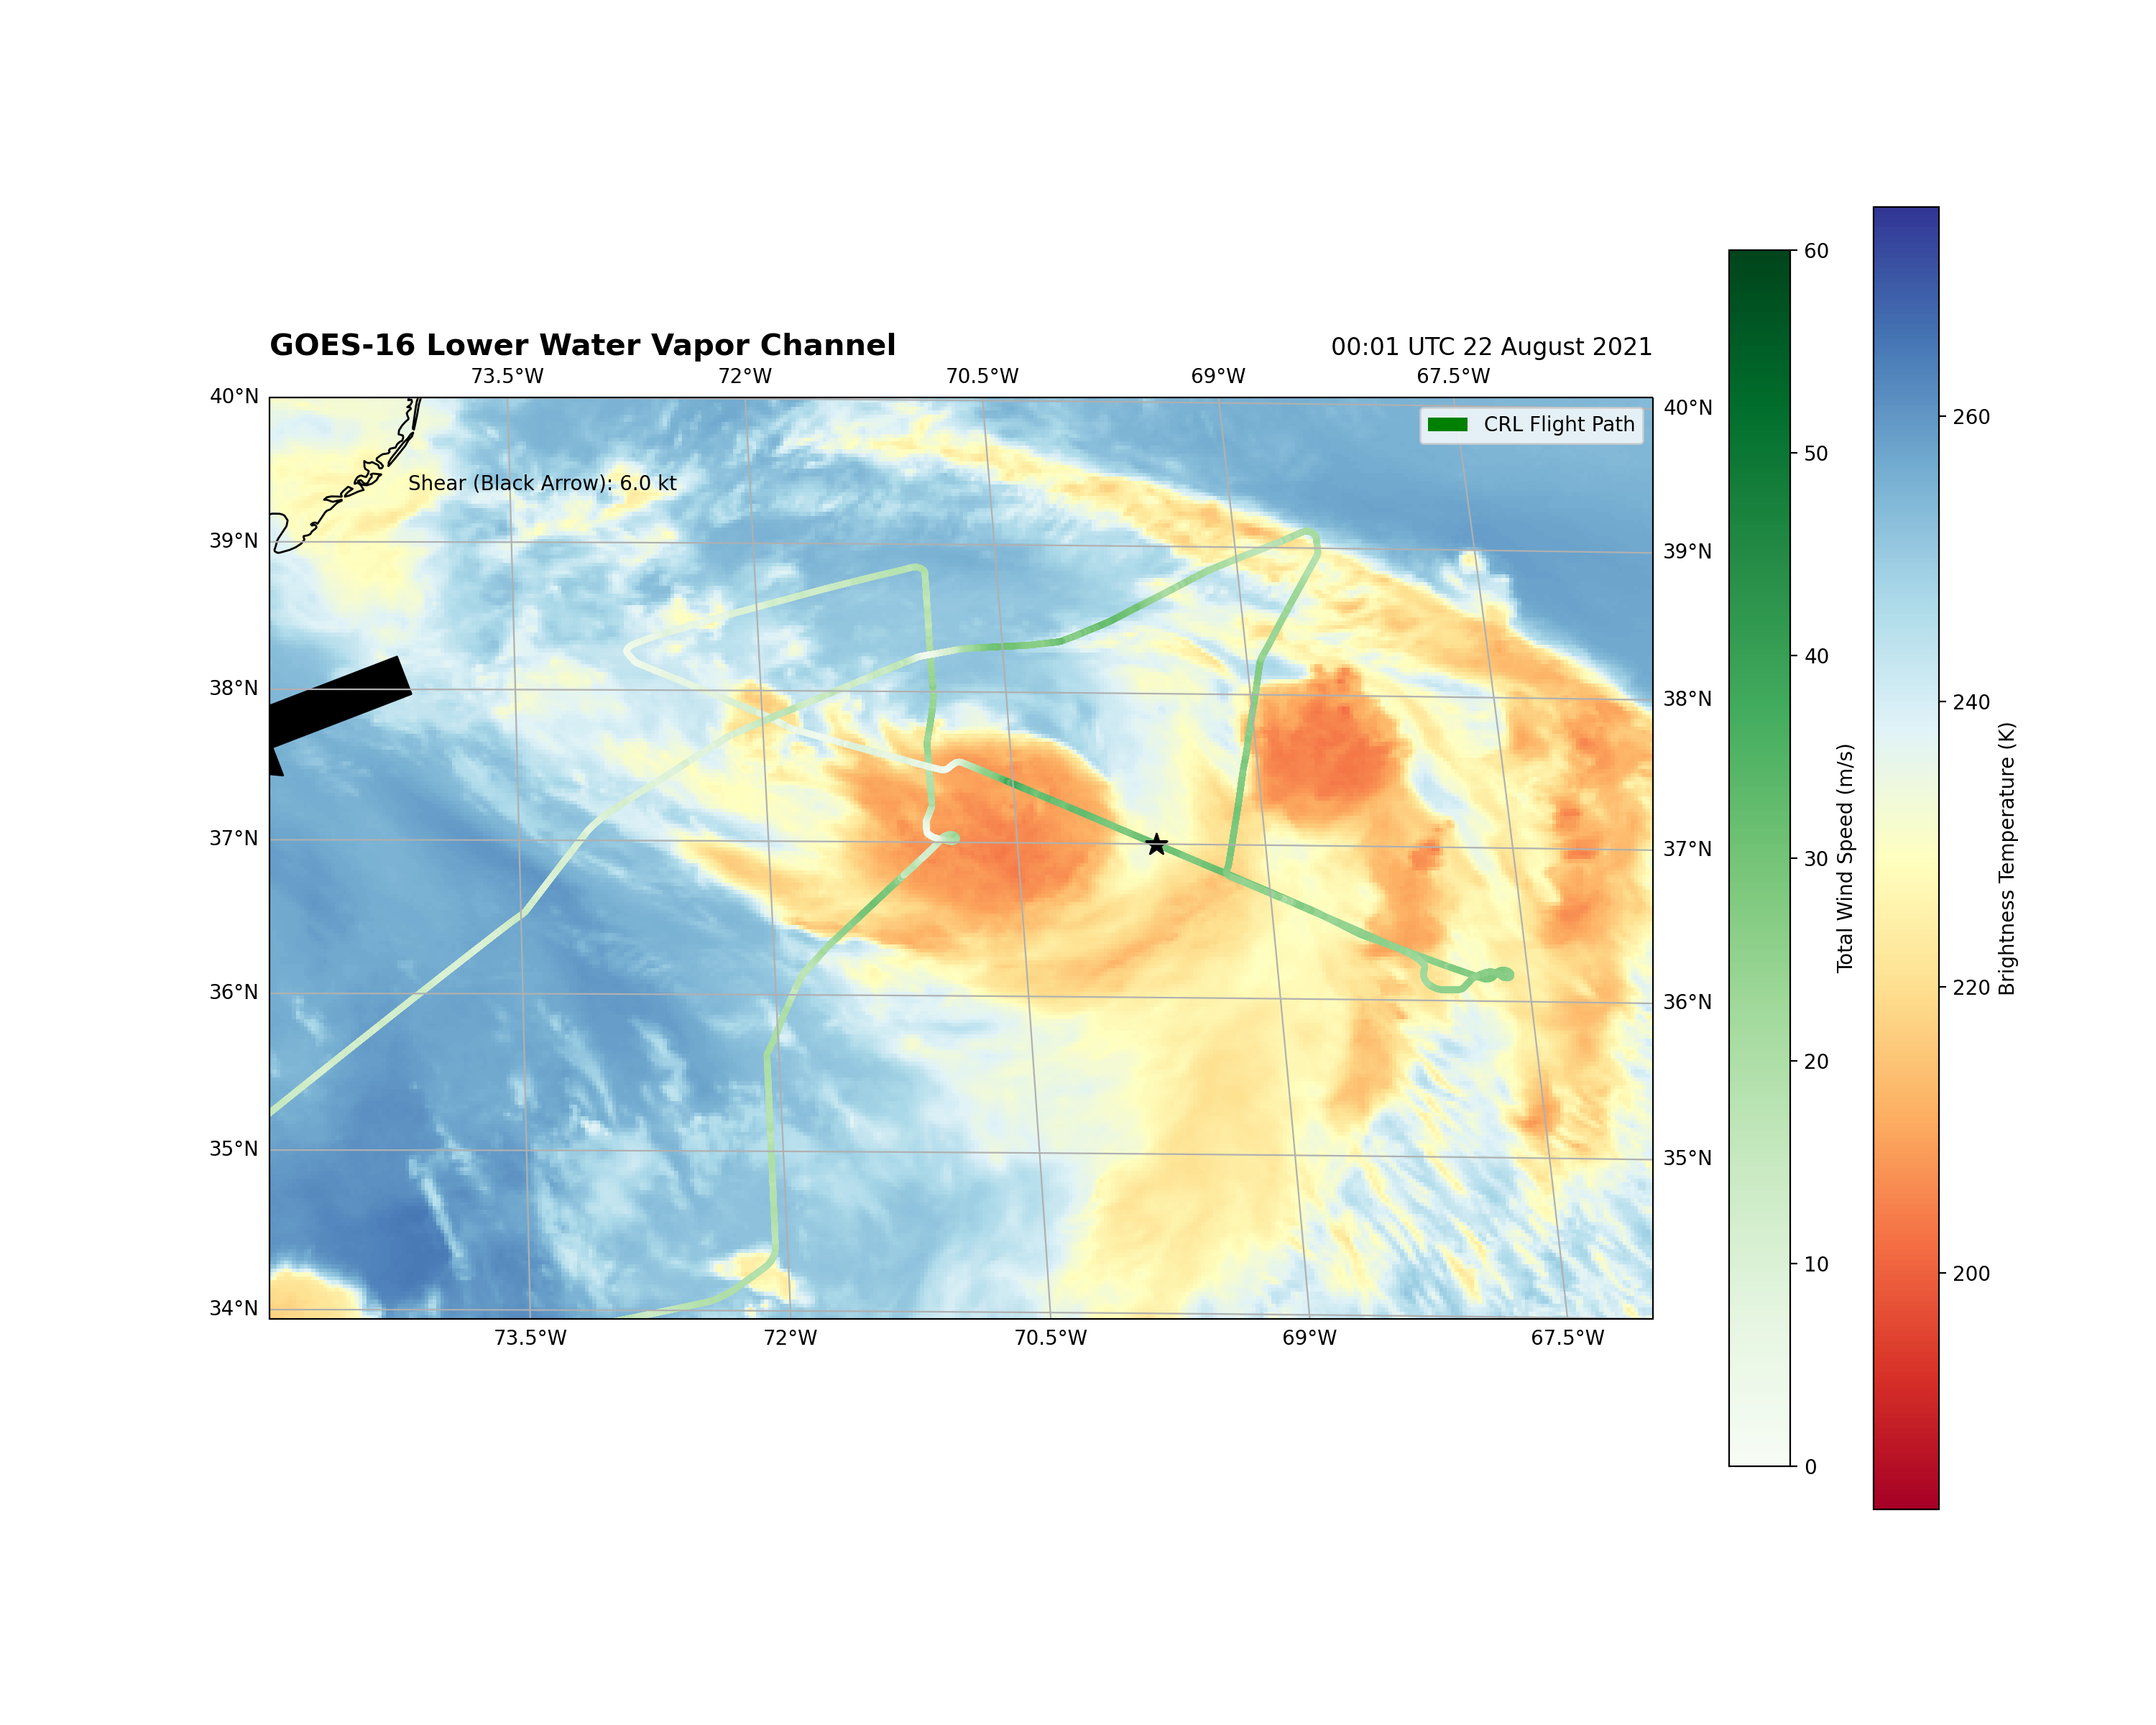 GOES-16 Lower Water Vapor Channel
00:01 UTC 22 August 2021
73.5°W 72°W 70.5°W 69°W 67.5°W
40°N
40°N
CRL Flight Path
Shear (Black Arrow): 6.0 kt
39°N
39°N
38°N
38°N
37°N
37°N
36°N
36°N
35°N
35°N
34°N
73.5°W 72°W 70.5°W 69°W 67.5°W
60
50
40
30
20
10
0
Total Wind Speed (m/s)
260
240
220
200
Brightness Temperature (K)